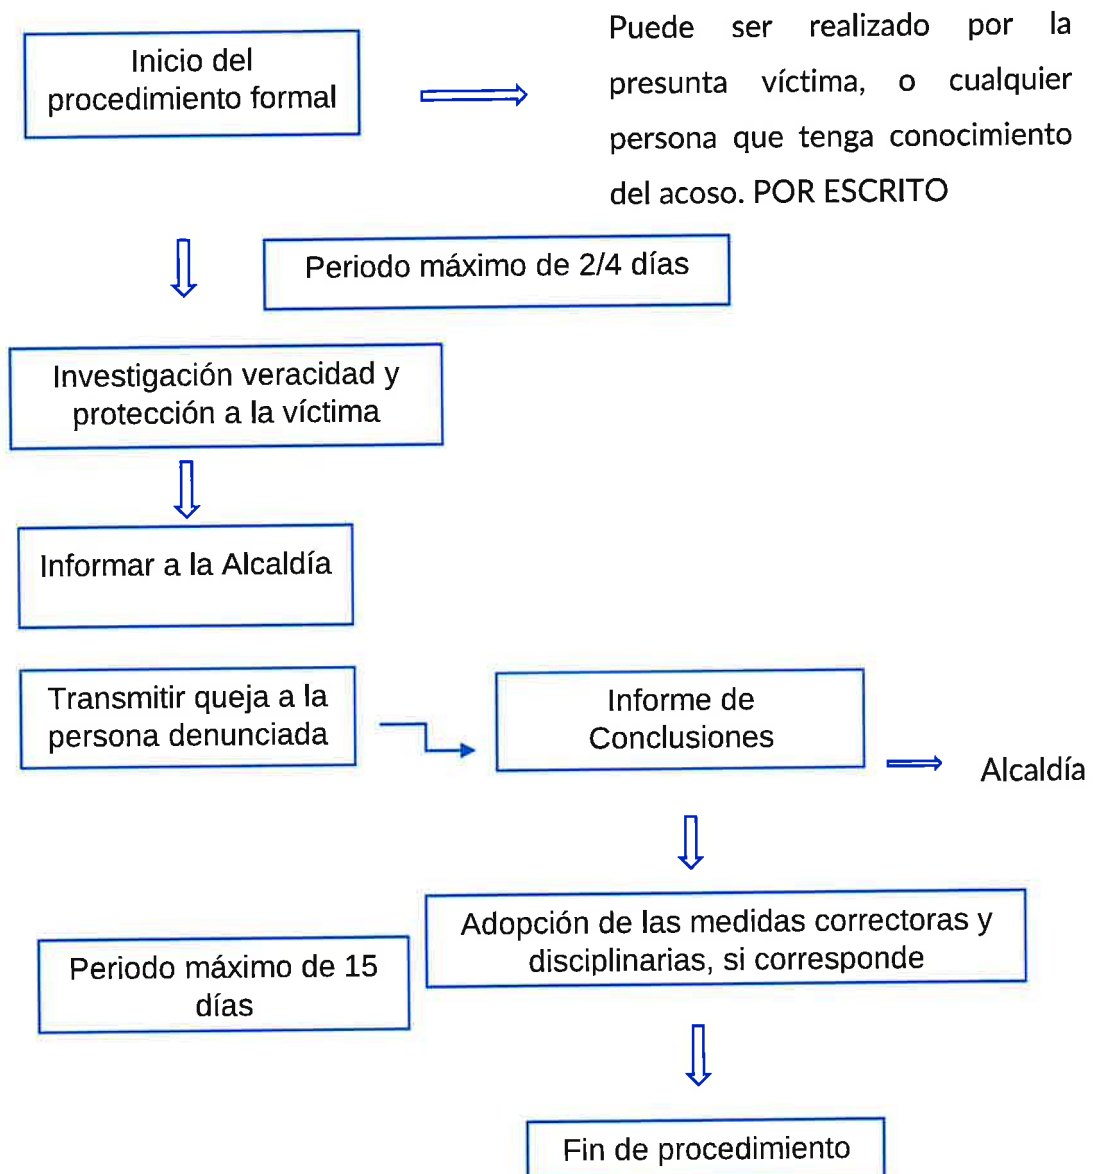 Inicio del
procedimiento formal
Puede ser realizado por la
presunta víctima, o cualquier
persona que tenga conocimiento
del acoso. POR ESCRITO
Periodo máximo de 2/4 días
Investigación veracidad y
protección a la víctima
Informar a la Alcaldía
Transmitir queja a la
persona denunciada
Informe de
Conclusiones
Alcaldía
Adopción de las medidas correctoras y
disciplinarias, si corresponde
Periodo máximo de 15
días
Fin de procedimiento